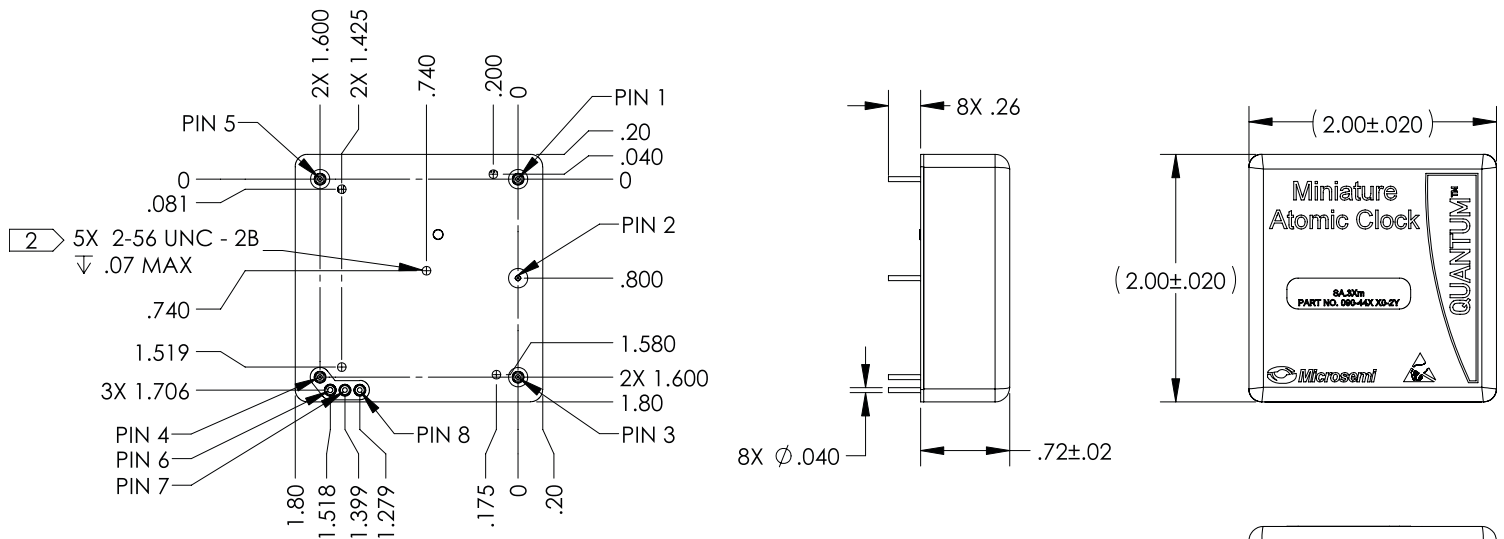 2X 1.600
2X 1.425
.740
.200
0
PIN 5
PIN 1
.20
.040
0
0
.081
2
5X 2-56 UNC - 2B
↧ .07 MAX
PIN 2
.800
.740
1.519
3X 1.706
1.580
2X 1.600
1.80
PIN 4
PIN 6
PIN 7
PIN 8
PIN 3
1.80
1.518
1.399
1.279
.175
0
.20
8X .26
8X ∅ .040
.72±.02
(2.00±.020)
(2.00±.020)
Miniature
Atomic Clock
QUANTUM™
SA.3Xm
PART NO. 090-44X X0-2Y
Microsemi